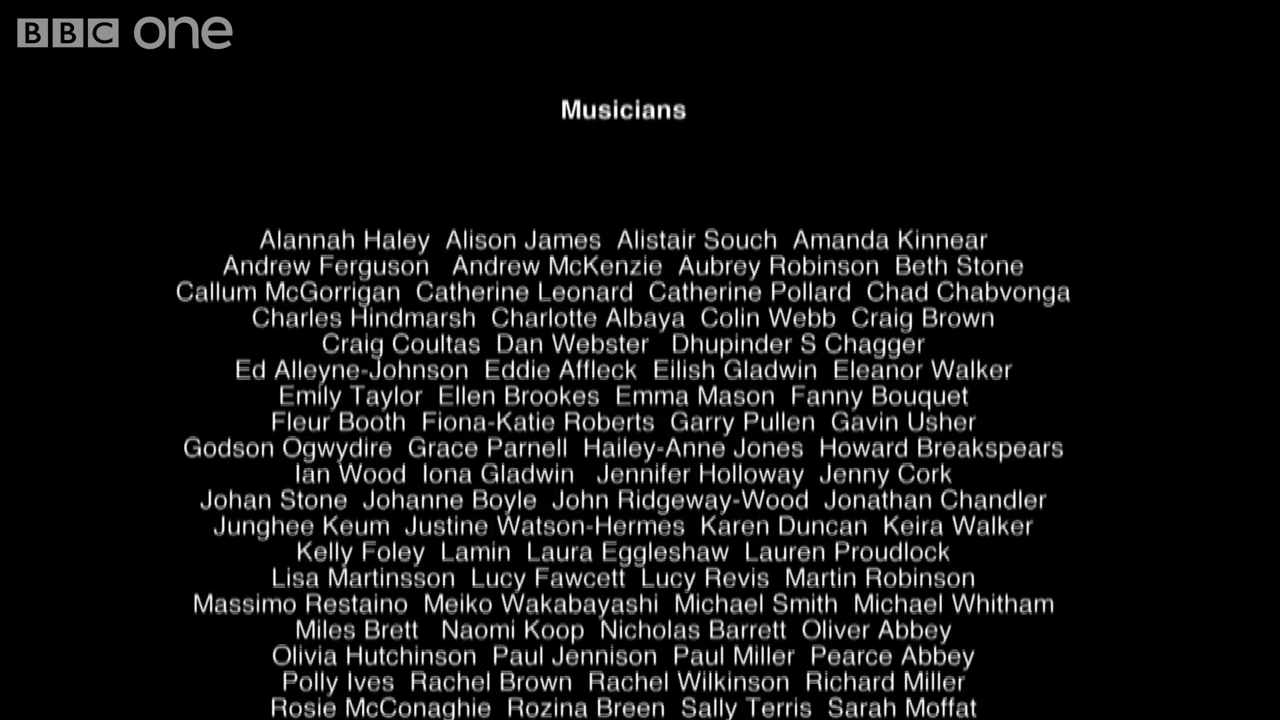 BBC one
Musicians
Alannah Haley Alison James Alistair Souch Amanda Kinnear
Andrew Ferguson Andrew McKenzie Aubrey Robinson Beth Stone
Callum McGorrigan Catherine Leonard Catherine Pollard Chad Chabvonga
Charles Hindmarsh Charlotte Albaya Colin Webb Craig Brown
Craig Coultas Dan Webster Dhupinder S Chagger
Ed Alleyne-Johnson Eddie Affleck Eilish Gladwin Eleanor Walker
Emily Taylor Ellen Brookes Emma Mason Fanny Bouquet
Fleur Booth Fiona-Katie Roberts Garry Pullen Gavin Usher
Godson Ogwydire Grace Parnell Hailey-Anne Jones Howard Breakspears
Ian Wood Iona Gladwin Jennifer Holloway Jenny Cork
Johan Stone Johanne Boyle John Ridgeway-Wood Jonathan Chandler
Junghee Keum Justine Watson-Hermes Karen Duncan Keira Walker
Kelly Foley Lamin Laura Eggleshaw Lauren Proudlock
Lisa Martinsson Lucy Fawcett Lucy Revis Martin Robinson
Massimo Restaino Meiko Wakabayashi Michael Smith Michael Whitham
Miles Brett Naomi Koop Nicholas Barrett Oliver Abbey
Olivia Hutchinson Paul Jennison Paul Miller Pearce Abbey
Polly Ives Rachel Brown Rachel Wilkinson Richard Miller
Rosie McConaghie Rozina Breen Sally Terris Sarah Moffat